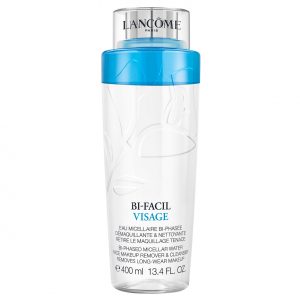 LANCÔME
PARIS
BI-FACIL
VISAGE
EAU MICELLAIRE BI-PHASÉE
DÉMAQUILLANTE & NETTOYANTE
RETIRE LE MAQUILLAGE TENACE
BI-PHASED MICELLAR WATER
FACE MAKEUP REMOVER & CLEANSER
REMOVES LONG-WEAR MAKEUP
℮400 ml 13.4 FL. OZ.